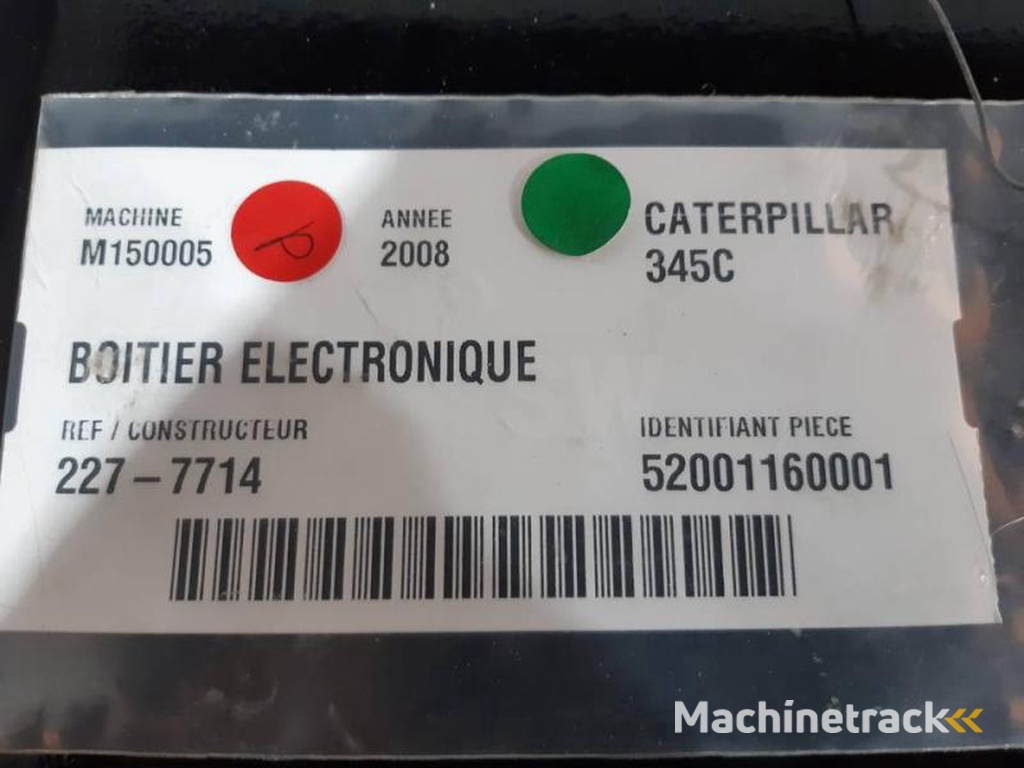 MACHINE
M150005
P
ANNEE
2008
CATERPILLAR
345C
BOITIER ELECTRONIQUE
REF / CONSTRUCTEUR
227-7714
IDENTIFIANT PIECE
52001160001
Machinetrack